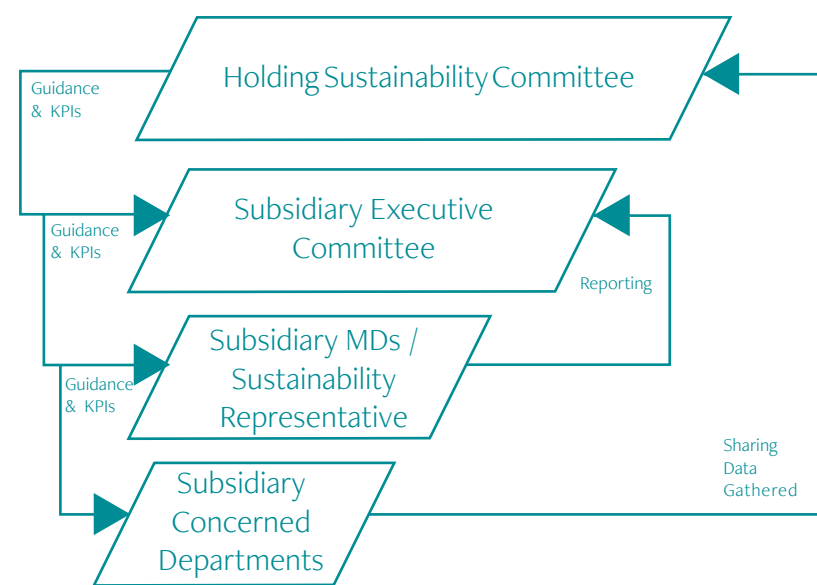 Holding Sustainability Committee
Guidance
& KPIs
Subsidiary Executive
Committee
Guidance
& KPIs
Reporting
Subsidiary MDs /
Sustainability
Representative
Guidance
& KPIs
Sharing
Data
Gathered
Subsidiary
Concerned
Departments